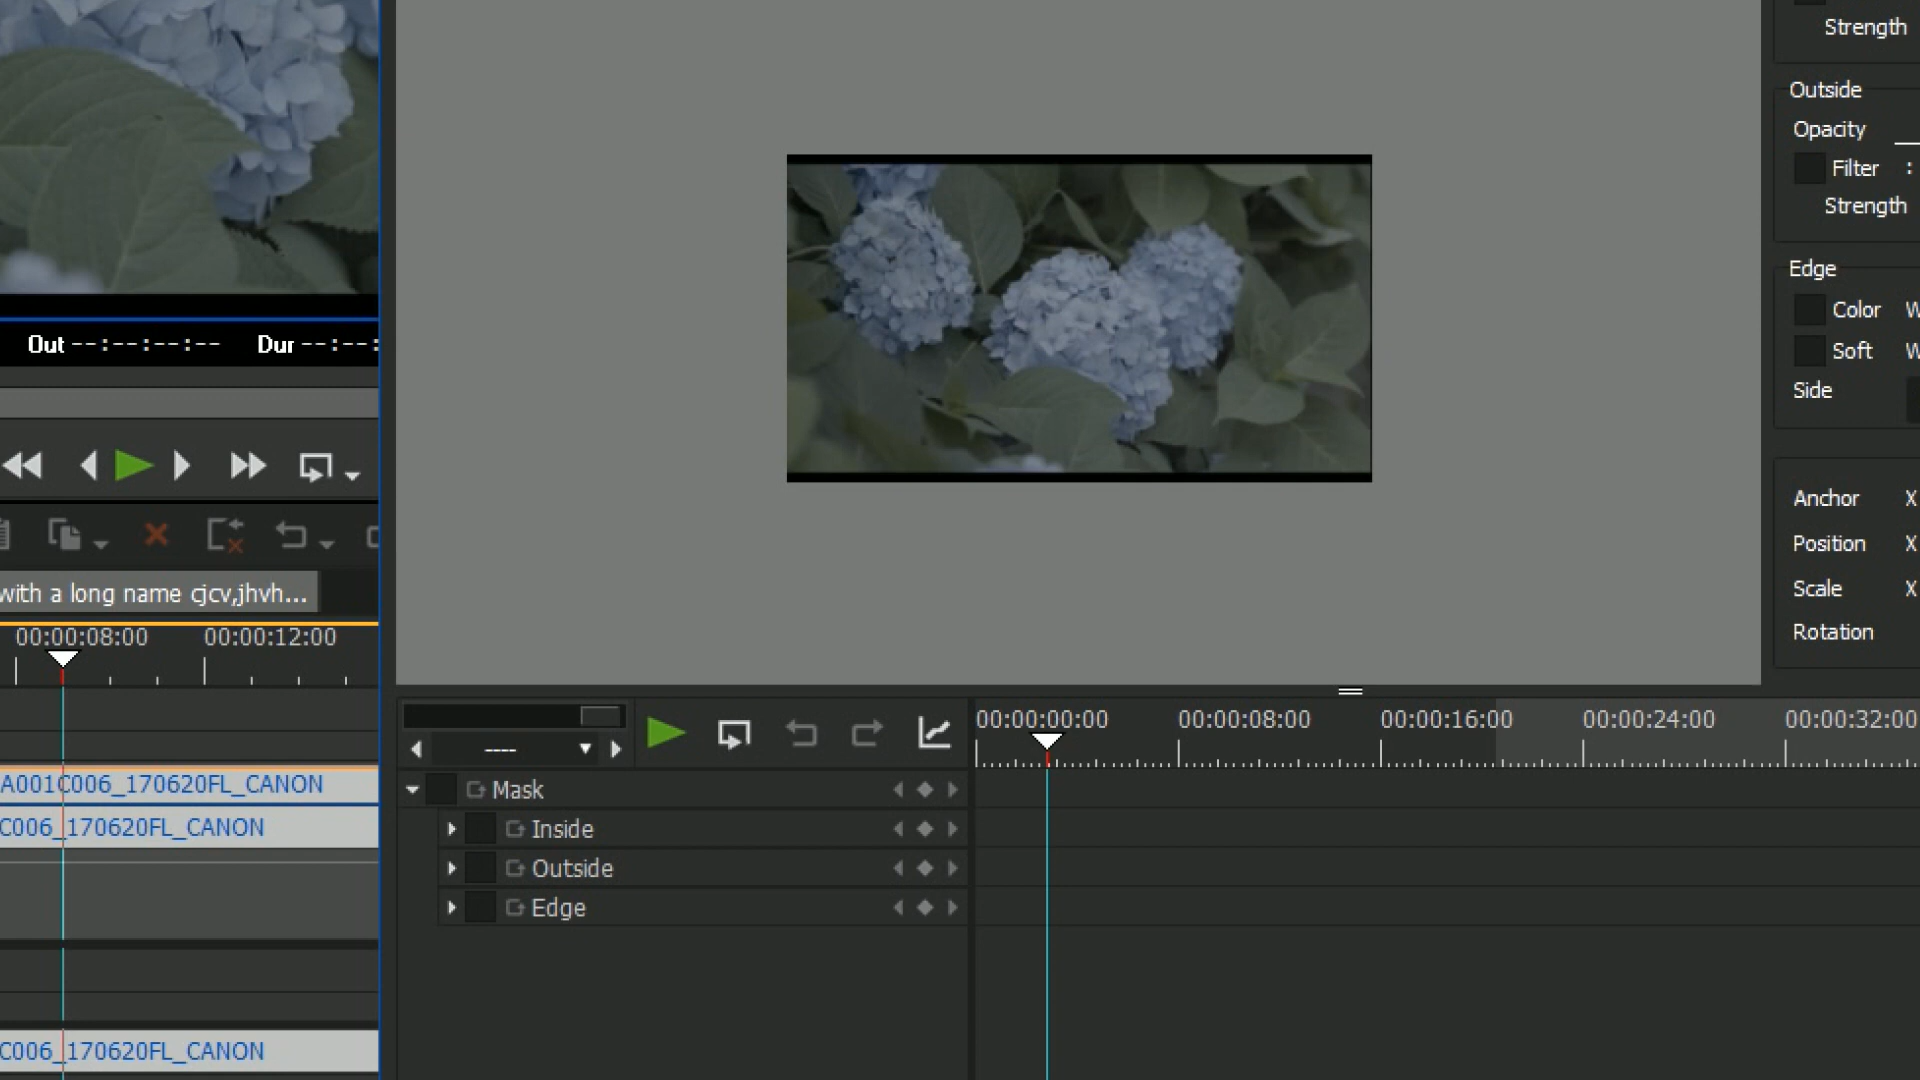 Strength
Outside
Opacity
Filter :
Strength
Edge
Color W
Soft W
Side
Out --:--:--:-- Dur --:--:
Anchor X
Position X
Scale X
Rotation
with a long name cjcv,jhvh...
00:00:08:00 00:00:12:00
---- 00:00:00:00 00:00:08:00 00:00:16:00 00:00:24:00 00:00:32:00
A001C006_170620FL_CANON
C006_170620FL_CANON
Mask
Inside
Outside
Edge
C006_170620FL_CANON